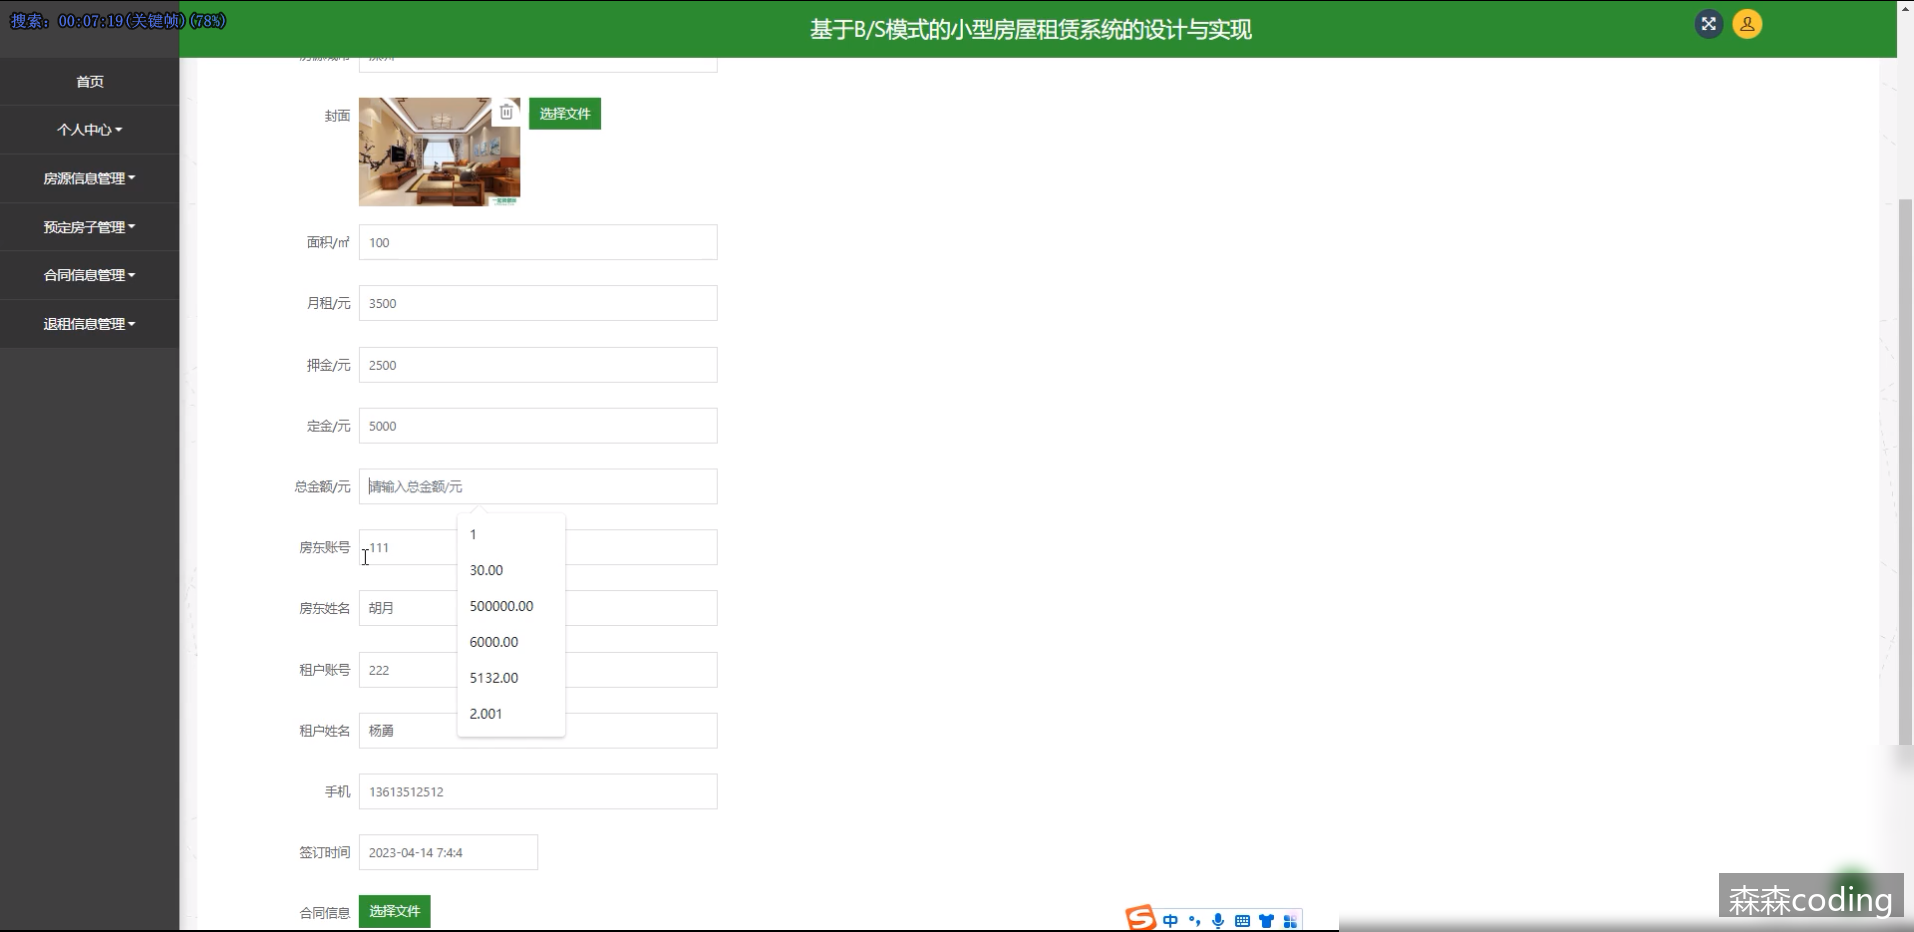 搜索：00:07:19(关键帧)(78%)
基于B/S模式的小型房屋租赁系统的设计与实现
首页
个人中心
房源信息管理
预定房子管理
合同信息管理
退租信息管理
封面
选择文件
面积/㎡
100
月租/元
3500
押金/元
2500
定金/元
5000
总金额/元
请输入总金额/元
1
30.00
500000.00
6000.00
5132.00
2.001
房东账号
111
房东姓名
胡月
租户账号
222
租户姓名
杨勇
手机
13613512512
签订时间
2023-04-14 7:4:4
合同信息
选择文件
中
森森coding